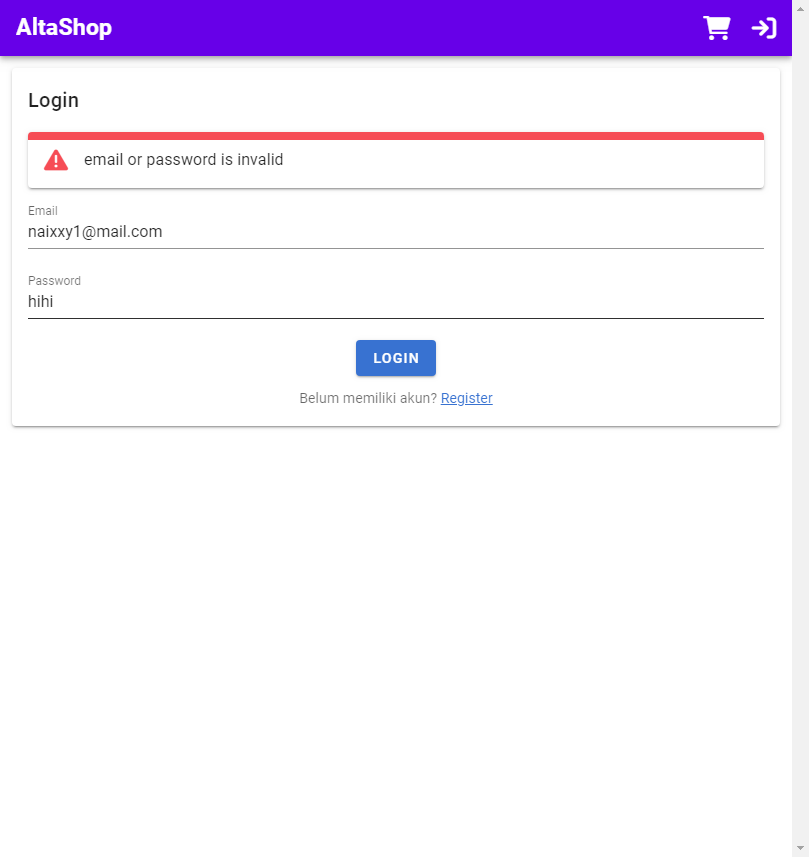 AltaShop
Login
email or password is invalid
Email
naixxy1@mail.com
Password
hihi
LOGIN
Belum memiliki akun? Register